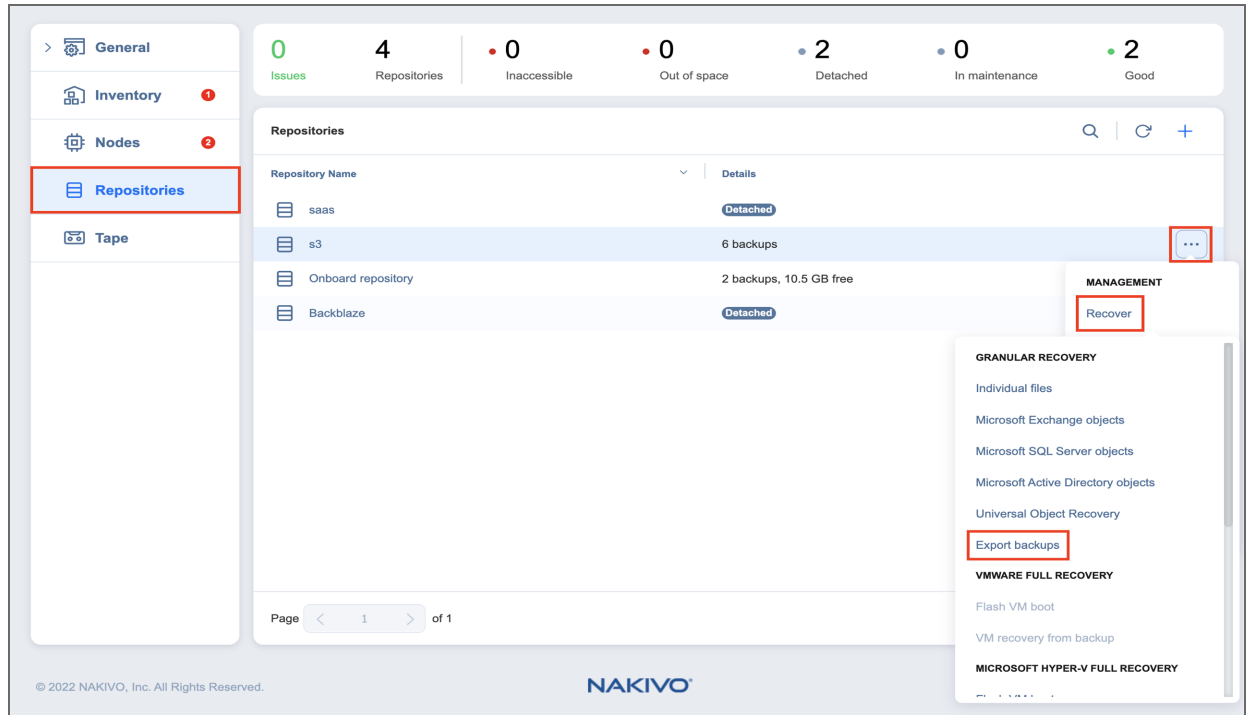 General
Inventory 1
Nodes 2
Repositories
Tape
0 4 0 0 2 0 2
Issues Repositories Inaccessible Out of space Detached In maintenance Good
Repositories
Repository Name Details
saas Detached
s3 6 backups
Onboard repository 2 backups, 10.5 GB free
Backblaze Detached
MANAGEMENT
Recover
GRANULAR RECOVERY
Individual files
Microsoft Exchange objects
Microsoft SQL Server objects
Microsoft Active Directory objects
Universal Object Recovery
Export backups
VMWARE FULL RECOVERY
Flash VM boot
VM recovery from backup
MICROSOFT HYPER-V FULL RECOVERY
Page 1 of 1
© 2022 NAKIVO, Inc. All Rights Reserved.
NAKIVO®